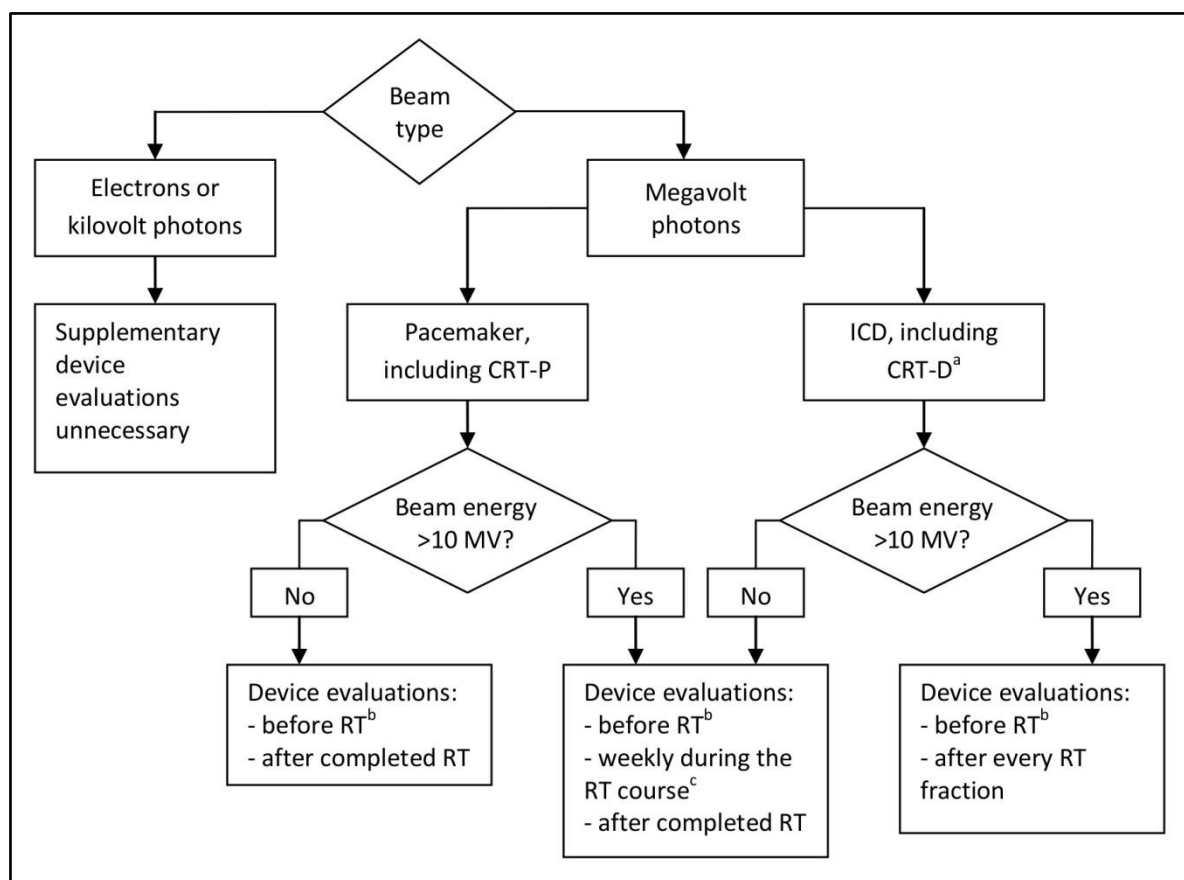 Beam
type
Electrons or
kilovolt photons
Megavolt
photons
Supplementary
device
evaluations
unnecessary
Pacemaker,
including CRT-P
ICD, including
CRT-Dᵃ
Beam energy
>10 MV?
Beam energy
>10 MV?
No
Yes
No
Yes
Device evaluations:
- before RTᵇ
- after completed RT
Device evaluations:
- before RTᵇ
- weekly during the
RT courseᶜ
- after completed RT
Device evaluations:
- before RTᵇ
- after every RT
fraction